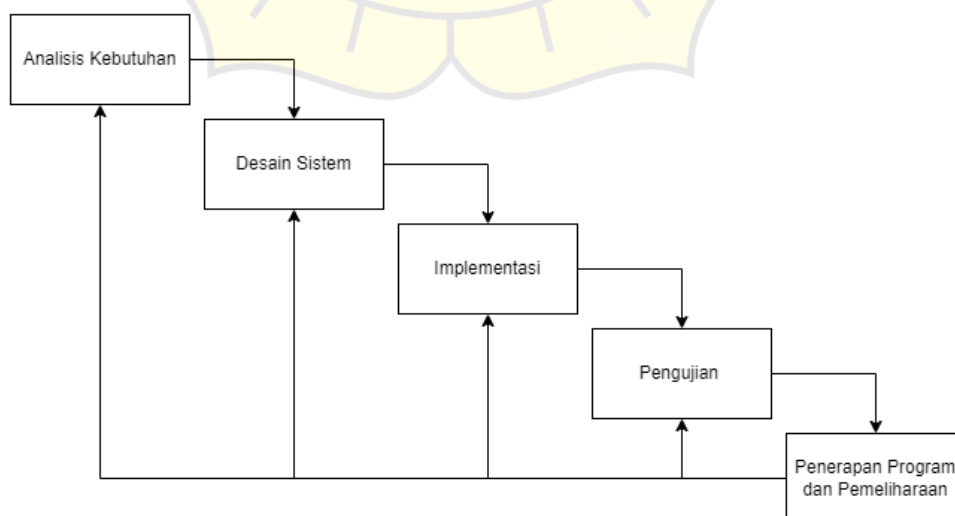 Analisis Kebutuhan
Desain Sistem
Implementasi
Pengujian
Penerapan Program
dan Pemeliharaan